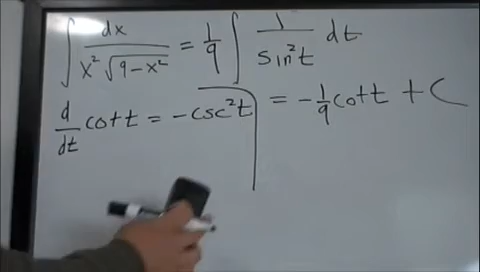 ∫ dx / (x²√(9-x²)) = 1/9 ∫ 1/(sin²t) dt
d/dt cot t = -csc²t
= -1/9 cot t + C